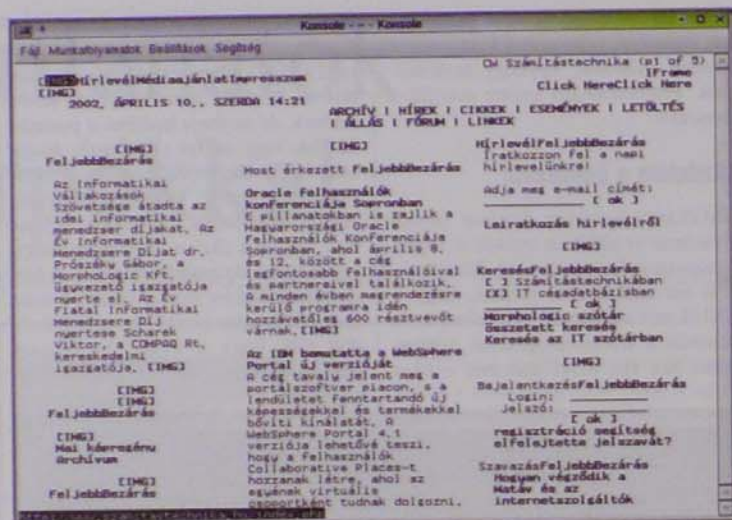 Konsole - - - Konsole
Fájl Munkafolyamatok Beállítások Segítség
CW Számítástechnika (p1 of 5)
[IMG]HírlevélMédiaajánlatImpresszum
IFrame
[IMG]
Click HereClick Here
2002. ÁPRILIS 10., SZERDA 14:21
ARCHÍV | HÍREK | CIKKEK | ESEMÉNYEK | LETÖLTÉS
| ÁLLÁS | FÓRUM | LINKEK
[IMG]
FeljebbBezárás
Az Informatikai
Vállakozások
Szövetsége átadta az
idei informatikai
menedzser díjakat. Az
Év Informatikai
Menedzsere Díjat dr.
Prószéky Gábor, a
MorphoLogic Kft.
ügyvezető igazgatója
nyerte el. Az Év
Fiatal Informatikai
Menedzsere Díj
nyertese Scharek
Viktor, a COMPAQ Rt.
kereskedelmi
igazgatója. [IMG]
[IMG]
[IMG]
FeljebbBezárás
[IMG]
Mai képregény
Archívum
[IMG]
FeljebbBezárás
[IMG]
Most érkezett FeljebbBezárás
Oracle Felhasználók
konferenciája Sopronban
E pillanatokban is zajlik a
Magyarországi Oracle
Felhasználók Konferenciája
Sopronban, ahol április 8.
és 12. között a cég
legfontosabb felhasználóival
és partnereivel találkozik.
A minden évben megrendezésre
kerülő programra idén
hozzávetőles 600 résztvevőt
várnak.[IMG]
Az IBM bemutatta a WebSphere
Portal új verzióját
A cég tavaly jelent meg a
portálszoftver piacon, s a
lendületet fenntartandó új
képességekkel és termékekkel
bővíti kínálatát. A
WebSphere Portal 4.1
verziója lehetővé teszi,
hogy a felhasználók
Collaborative Places-t
hozzanak létre, ahol az
egyének virtuális
csoportként tudnak dolgozni.
HírlevélFeljebbBezárás
Iratkozzon fel a napi
hírlevelünkre!
Adja meg e-mail címét:
[ ok ]
Leiratkozás hírlevélről
[IMG]
KeresésFeljebbBezárás
[ ] Számítástechnikában
[X] IT cégadatbázisban
[ ok ]
Morphologic szótár
összetett keresés
Keresés az IT szótárban
[IMG]
BejalentkazásFeljebbBezárás
Login:
Jelszó:
[ ok ]
regisztráció segítség
elfelejtette jelszavát?
SzavazásFeljebbBezárás
Hogyan végződik a
Matáv és az
internetszolgáltók